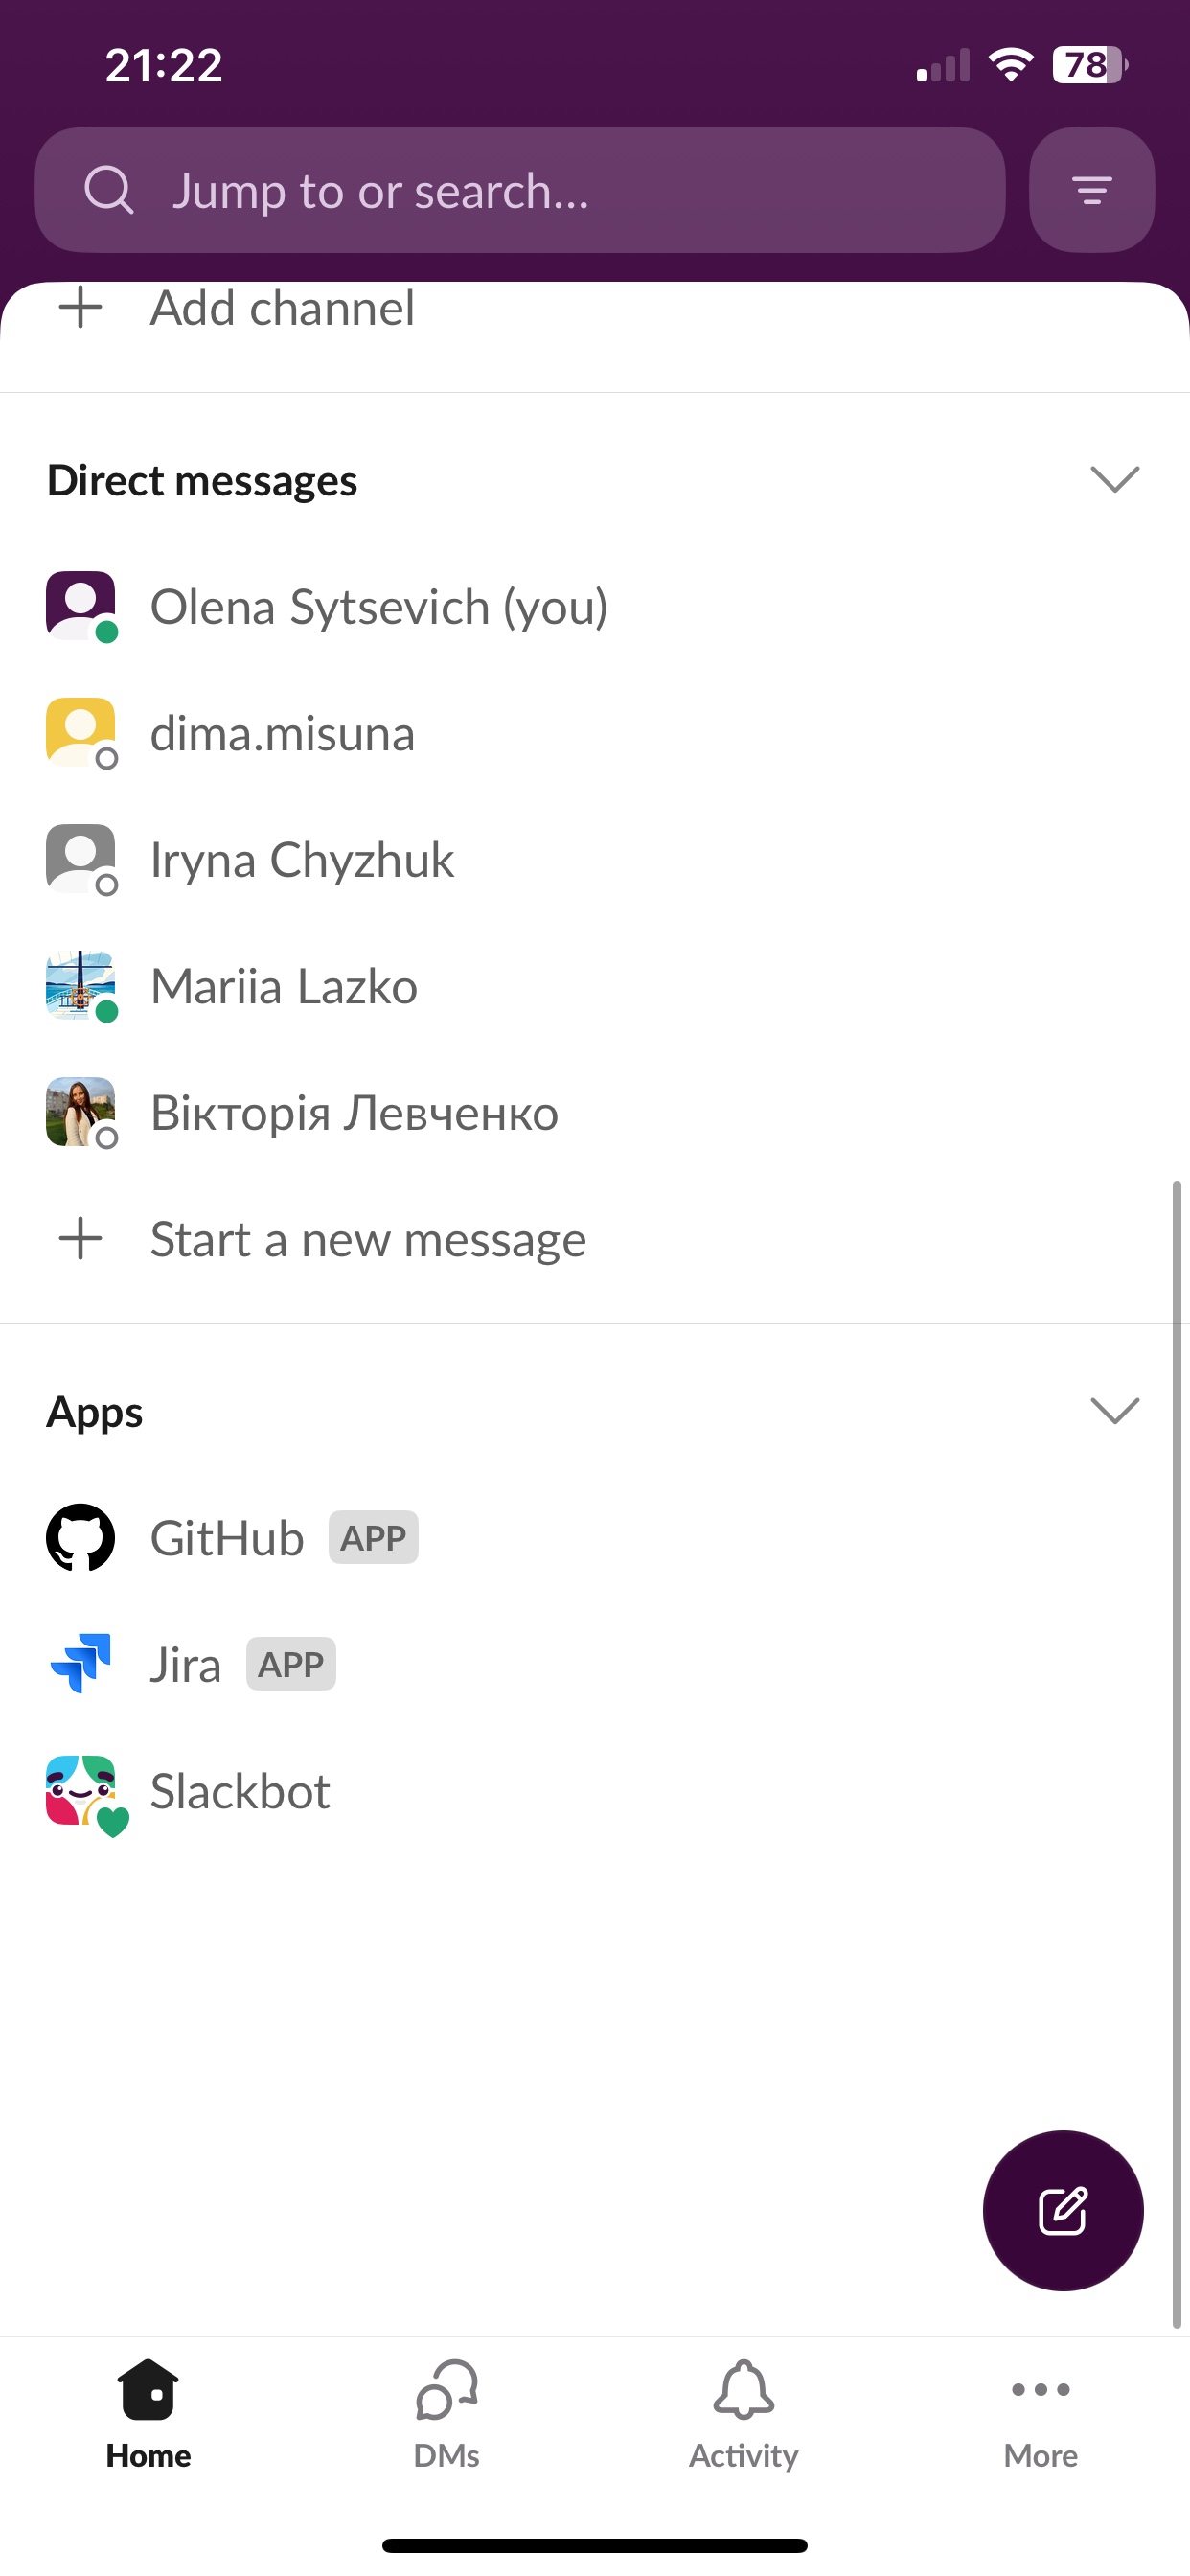 21:22
78
Jump to or search...
Add channel
Direct messages
Olena Sytsevich (you)
dima.misuna
Iryna Chyzhuk
Mariia Lazko
Вікторія Левченко
Start a new message
Apps
GitHub APP
Jira APP
Slackbot
Home DMs Activity More